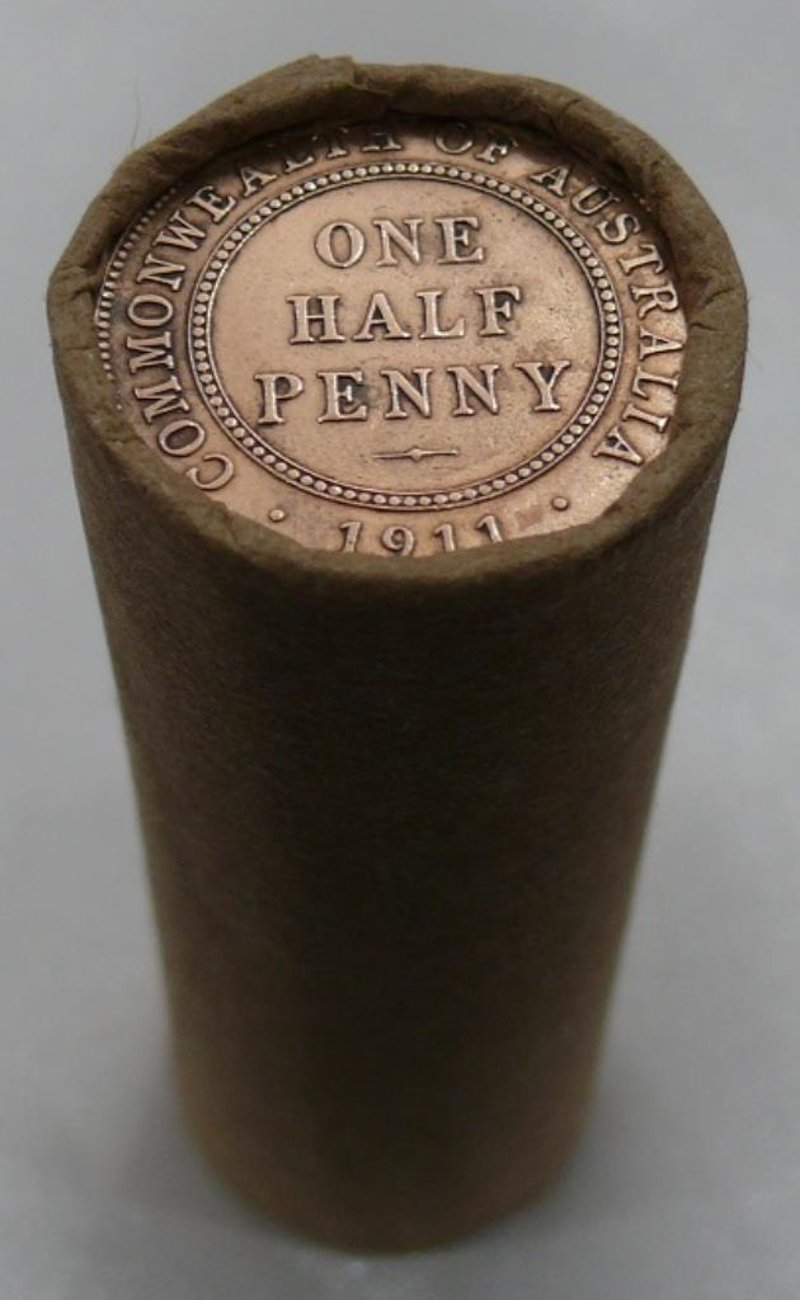 COMMONWEALTH OF AUSTRALIA
ONE
HALF
PENNY
· 1911 ·